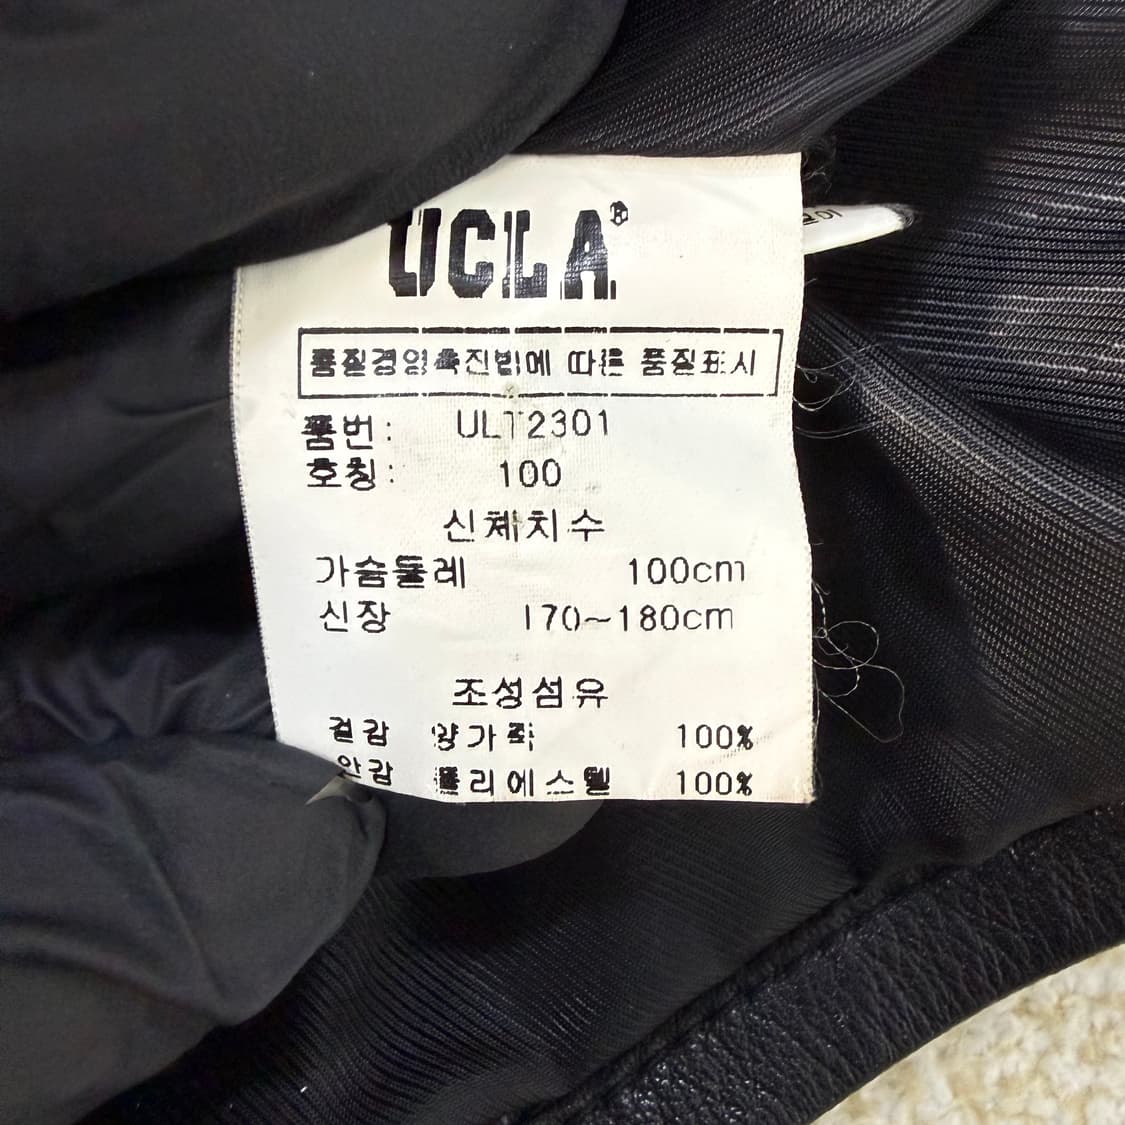 UCLA®
품질경영촉진법에 따른 품질표시
품번: ULT2301
호칭: 100
신체치수
가슴둘레 100cm
신장 170~180cm
조성섬유
겉감 양가죽 100%
안감 폴리에스텔 100%